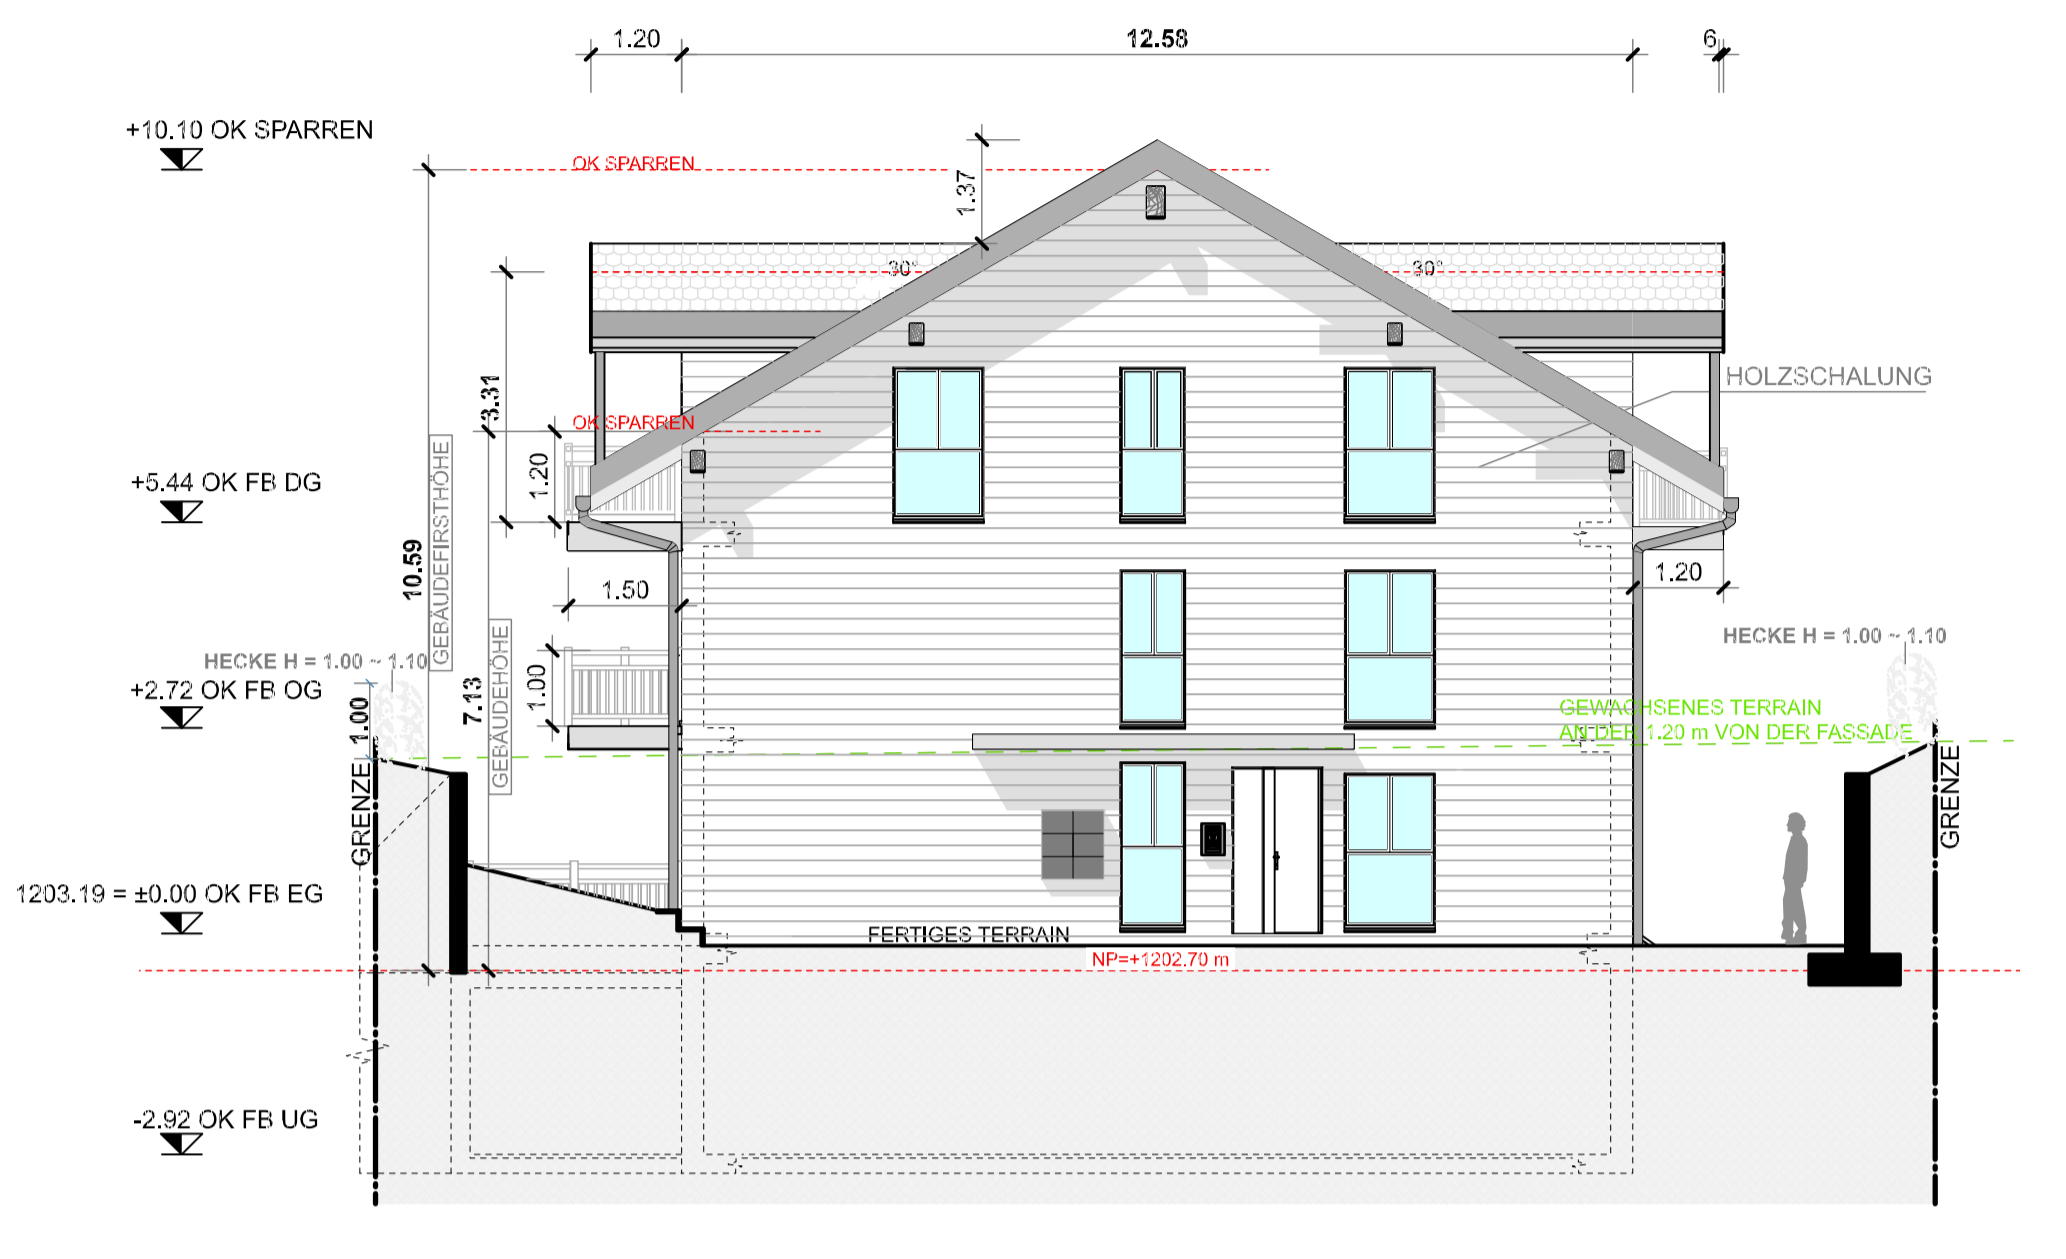 1.20
12.58
6
+10.10 OK SPARREN
OK SPARREN
1.37
30°
30°
HOLZSCHALUNG
3.31
OK SPARREN
1.20
+5.44 OK FB DG
10.59
GEBÄUDEFIRSTHÖHE
1.50
1.20
HECKE H = 1.00 ~ 1.10
HECKE H = 1.00 ~ 1.10
+2.72 OK FB OG
1.00
7.13
GEBÄUDEHÖHE
1.00
GEWACHSENES TERRAIN
AN DER 1.20 m VON DER FASSADE
GRENZE
GRENZE
1203.19 = ±0.00 OK FB EG
FERTIGES TERRAIN
NP=+1202.70 m
-2.92 OK FB UG